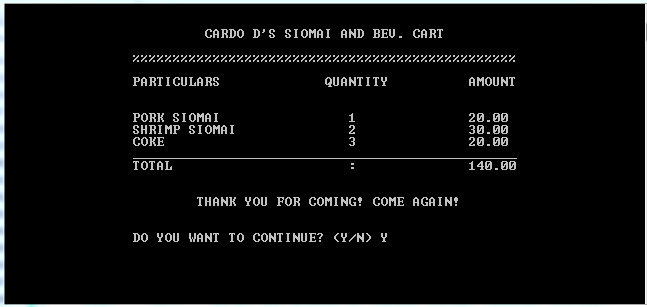 CARDO D'S SIOMAI AND BEV. CART
%%%%%%%%%%%%%%%%%%%%%%%%%%%%%%%%%%%%%%%%%%%%%%%%
PARTICULARS QUANTITY AMOUNT
PORK SIOMAI 1 20.00
SHRIMP SIOMAI 2 30.00
COKE 3 20.00
TOTAL : 140.00
THANK YOU FOR COMING! COME AGAIN!
DO YOU WANT TO CONTINUE? (Y/N) Y